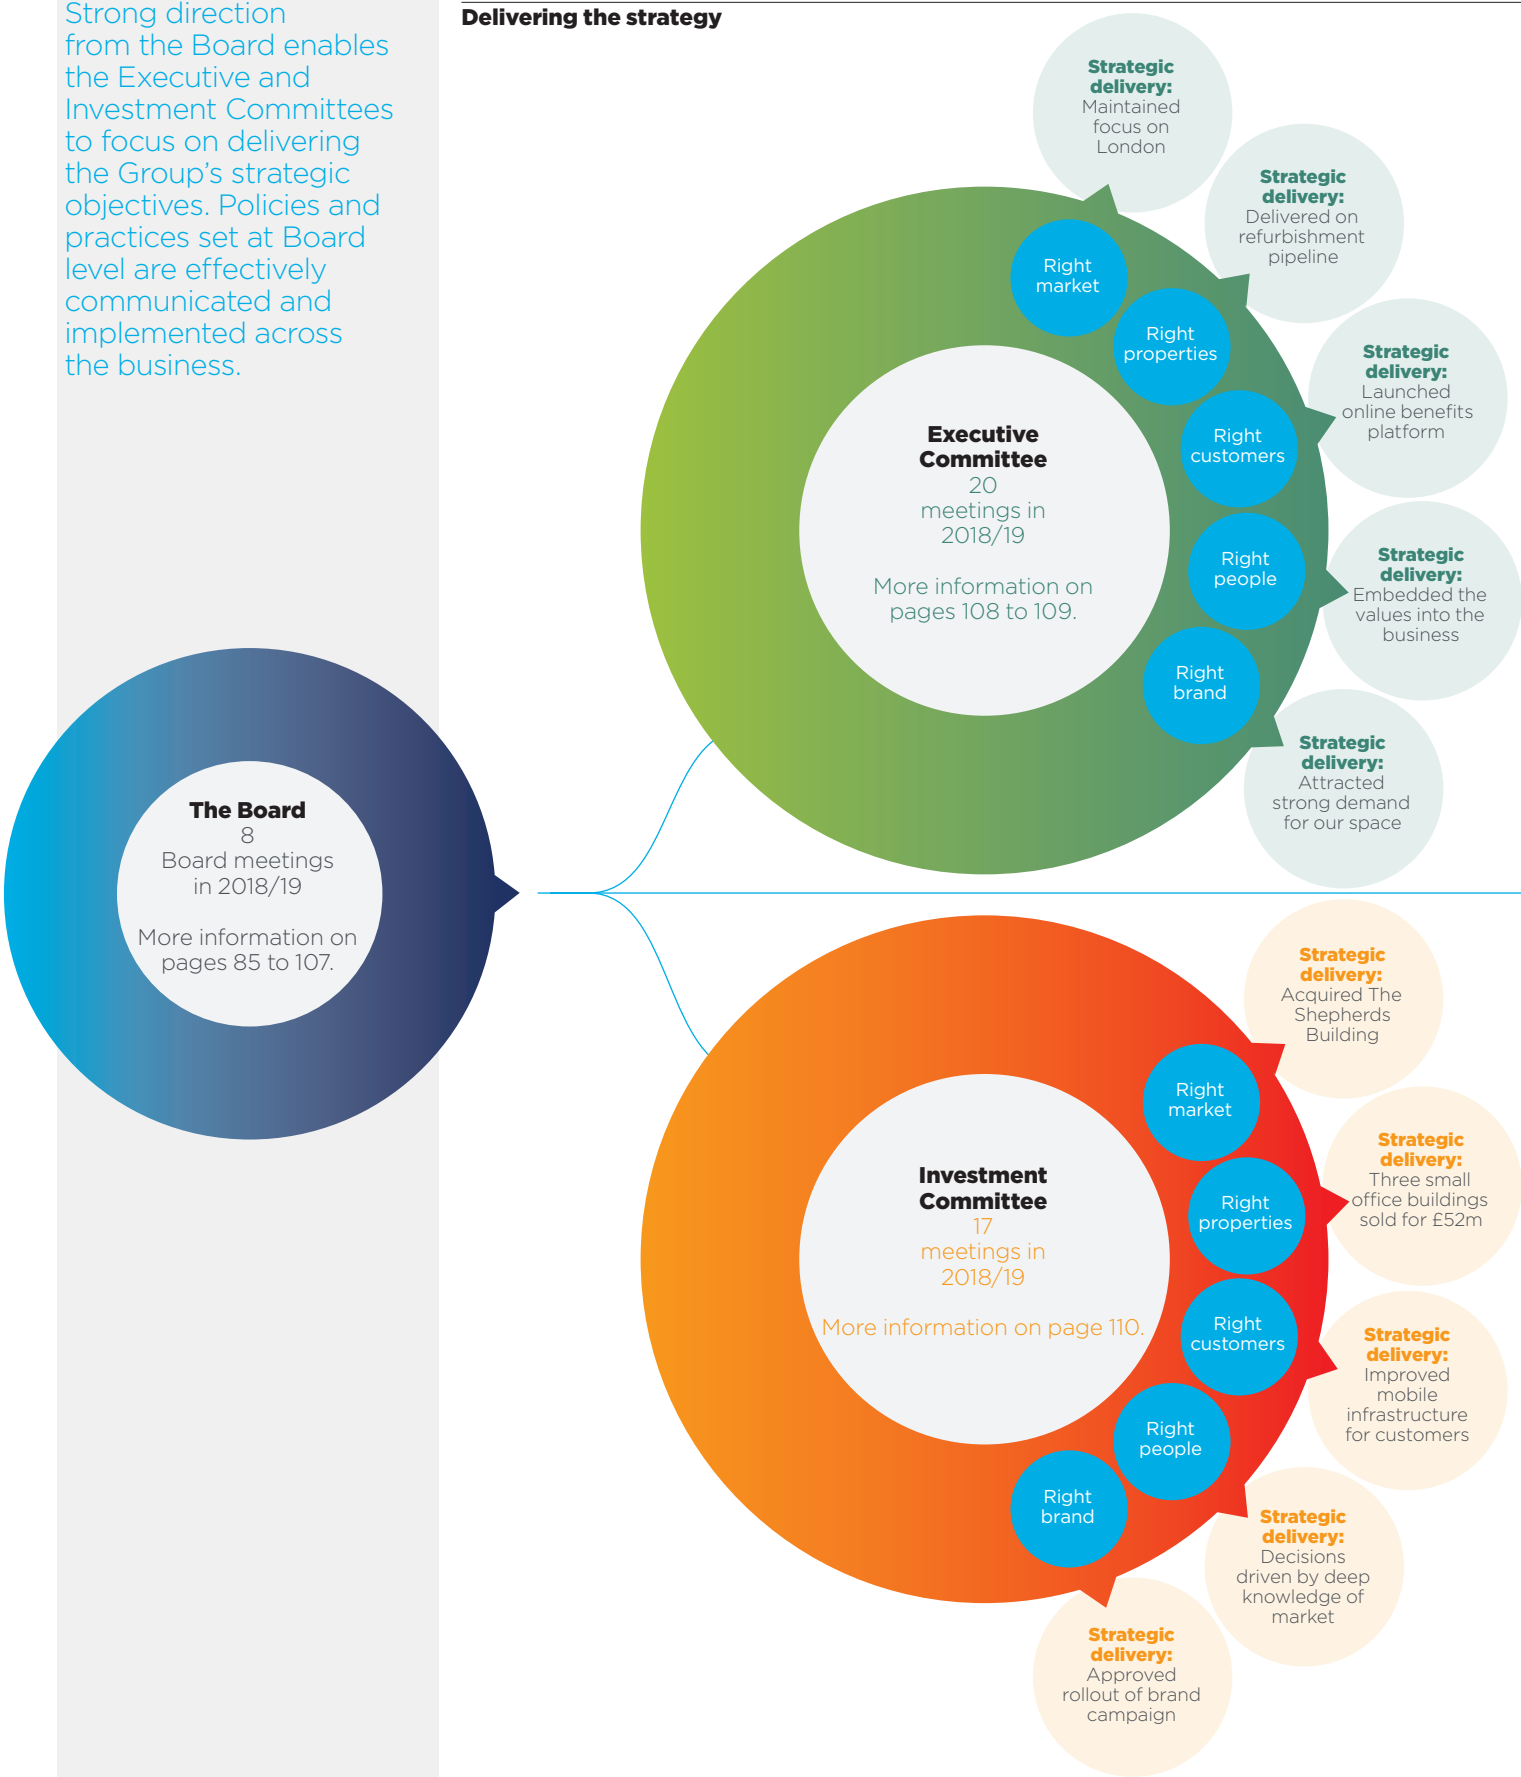 Strong direction
from the Board enables
the Executive and
Investment Committees
to focus on delivering
the Group’s strategic
objectives. Policies and
practices set at Board
level are effectively
communicated and
implemented across
the business.
The Board
8
Board meetings
in 2018/19
More information on
pages 85 to 107.
Delivering the strategy
Executive
Committee
20
meetings in
2018/19
More information on
pages 108 to 109.
Right
market
Strategic
delivery:
Maintained
focus on
London
Right
properties
Strategic
delivery:
Delivered on
refurbishment
pipeline
Right
customers
Strategic
delivery:
Launched
online benefits
platform
Right
people
Strategic
delivery:
Embedded the
values into the
business
Right
brand
Strategic
delivery:
Attracted
strong demand
for our space
Investment
Committee
17
meetings in
2018/19
More information on page 110.
Right
market
Strategic
delivery:
Acquired The
Shepherds
Building
Right
properties
Strategic
delivery:
Three small
office buildings
sold for £52m
Right
customers
Strategic
delivery:
Improved
mobile
infrastructure
for customers
Right
people
Strategic
delivery:
Decisions
driven by deep
knowledge of
market
Right
brand
Strategic
delivery:
Approved
rollout of brand
campaign